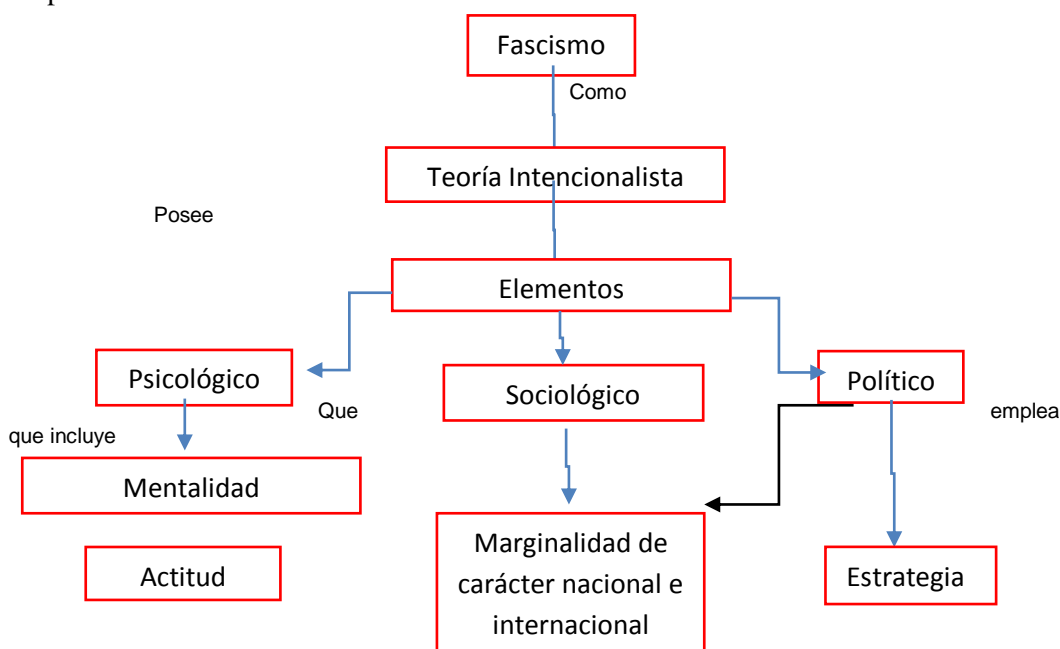 Fascismo
Como
Teoría Intencionalista
Posee
Elementos
Psicológico
Sociológico
Político
Que
emplea
que incluye
Mentalidad
Marginalidad de
carácter nacional e
internacional
Actitud
Estrategia